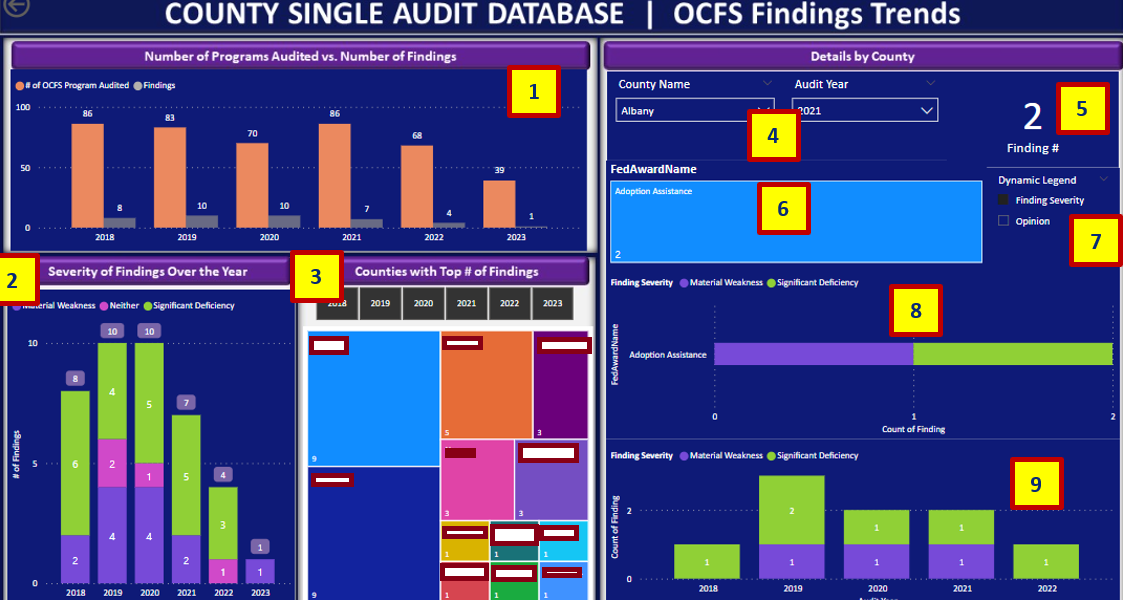 COUNTY SINGLE AUDIT DATABASE | OCFS Findings Trends
Number of Programs Audited vs. Number of Findings
# of OCFS Program Audited Findings
1
100
50
0
86
8
83
10
70
10
86
7
68
4
39
1
2018 2019 2020 2021 2022 2023
2
Severity of Findings Over the Year
Material Weakness Neither Significant Deficiency
# of Findings
10
5
0
8
6
2
10
4
2
4
10
5
1
4
7
5
2
4
3
1
1
1
2018 2019 2020 2021 2022 2023
3
Counties with Top # of Findings
2018 2019 2020 2021 2022 2023
9
5
3
3
3
1
1
1
9
1
1
1
Details by County
County Name
Albany
Audit Year
2021
4
2
Finding #
5
FedAwardName
Adoption Assistance
2
6
Dynamic Legend
Finding Severity
Opinion
7
Finding Severity Material Weakness Significant Deficiency
8
FedAwardName
Adoption Assistance
0 1 2
Count of Finding
Finding Severity Material Weakness Significant Deficiency
9
Count of Finding
2
0
1
2
1
1
1
1
1
1
2018 2019 2020 2021 2022
Audit Year